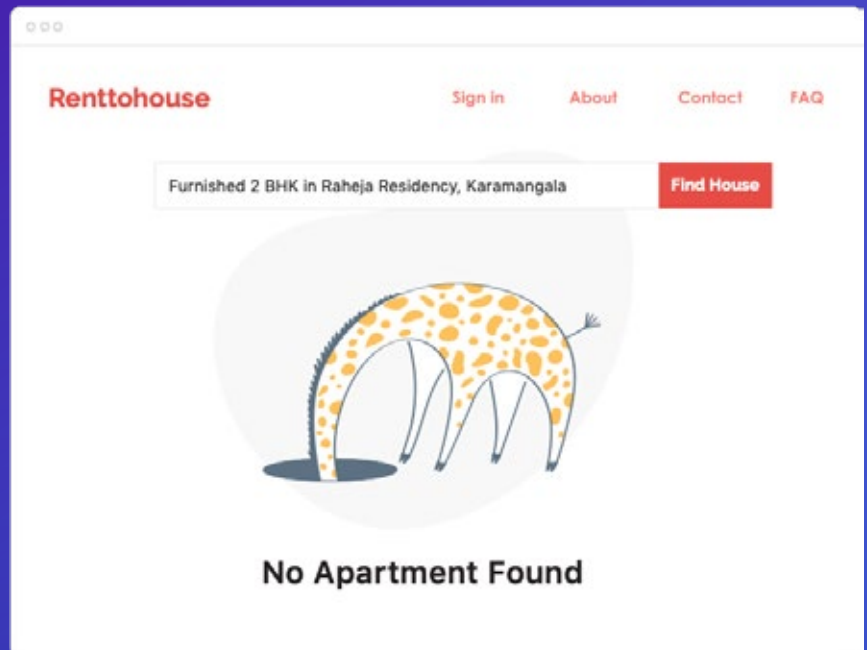 Renttohouse
Sign in About Contact FAQ
Furnished 2 BHK in Raheja Residency, Karamangala
Find House
No Apartment Found